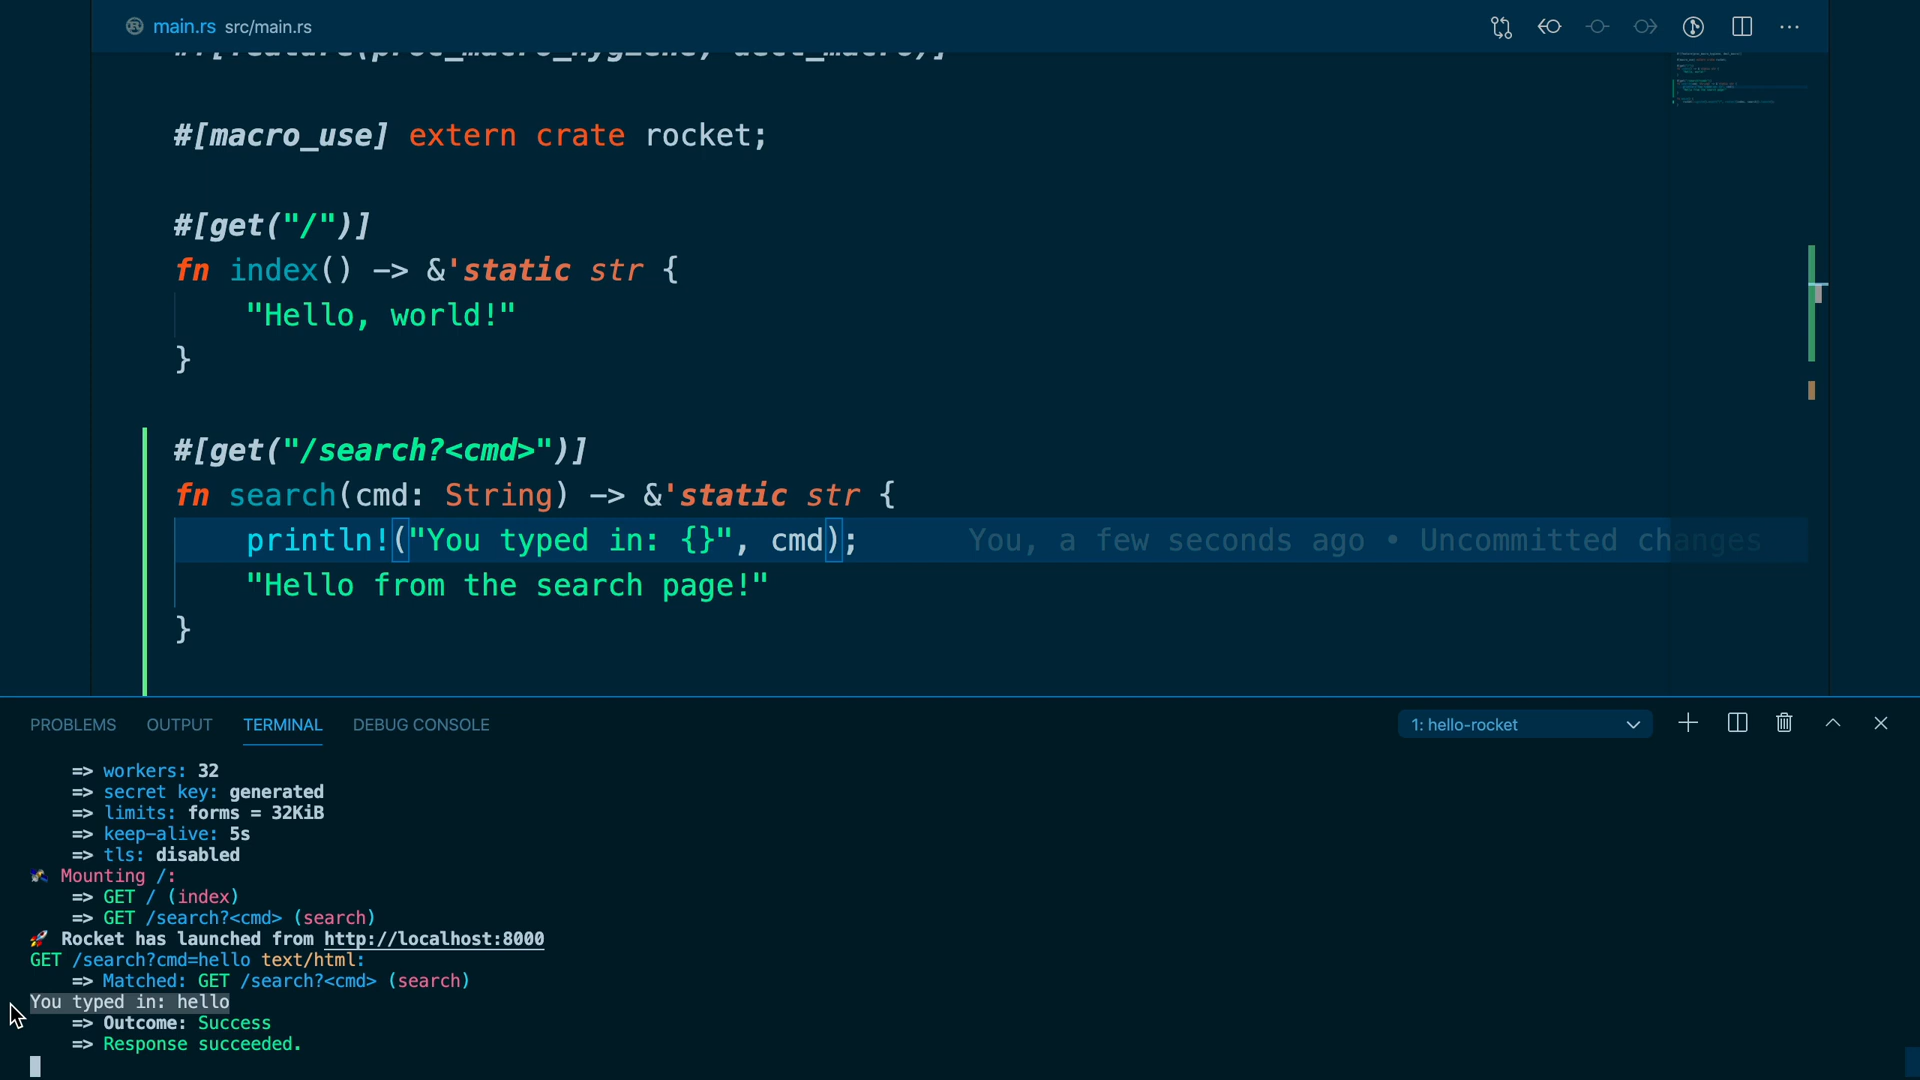 main.rs src/main.rs
#![feature(proc_macro_hygiene, decl_macro)]
#[macro_use] extern crate rocket;
#[get("/")]
fn index() -> &'static str {
"Hello, world!"
}
#[get("/search?<cmd>")]
fn search(cmd: String) -> &'static str {
println!("You typed in: {}", cmd); You, a few seconds ago • Uncommitted changes
"Hello from the search page!"
}
PROBLEMS OUTPUT TERMINAL DEBUG CONSOLE 1: hello-rocket
=> workers: 32
=> secret key: generated
=> limits: forms = 32KiB
=> keep-alive: 5s
=> tls: disabled
🛰 Mounting /:
=> GET / (index)
=> GET /search?<cmd> (search)
🚀 Rocket has launched from http://localhost:8000
GET /search?cmd=hello text/html:
=> Matched: GET /search?<cmd> (search)
You typed in: hello
=> Outcome: Success
=> Response succeeded.